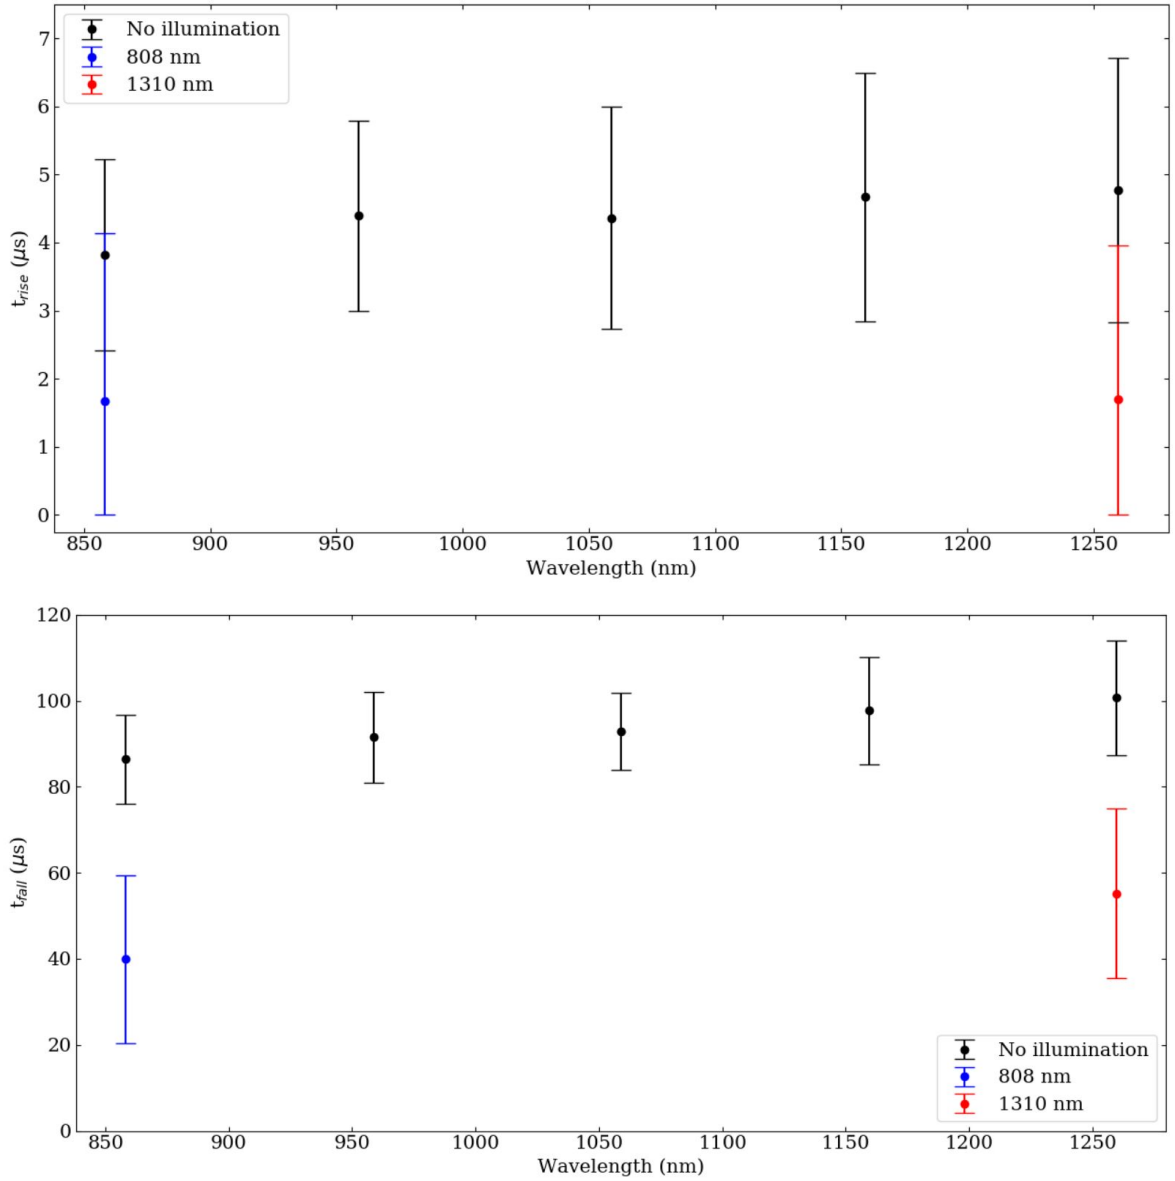 No illumination
808 nm
1310 nm
7
6
5
4
3
2
1
0
t_rise (μs)
850 900 950 1000 1050 1100 1150 1200 1250
Wavelength (nm)
120
100
80
60
40
20
0
t_fall (μs)
No illumination
808 nm
1310 nm
850 900 950 1000 1050 1100 1150 1200 1250
Wavelength (nm)